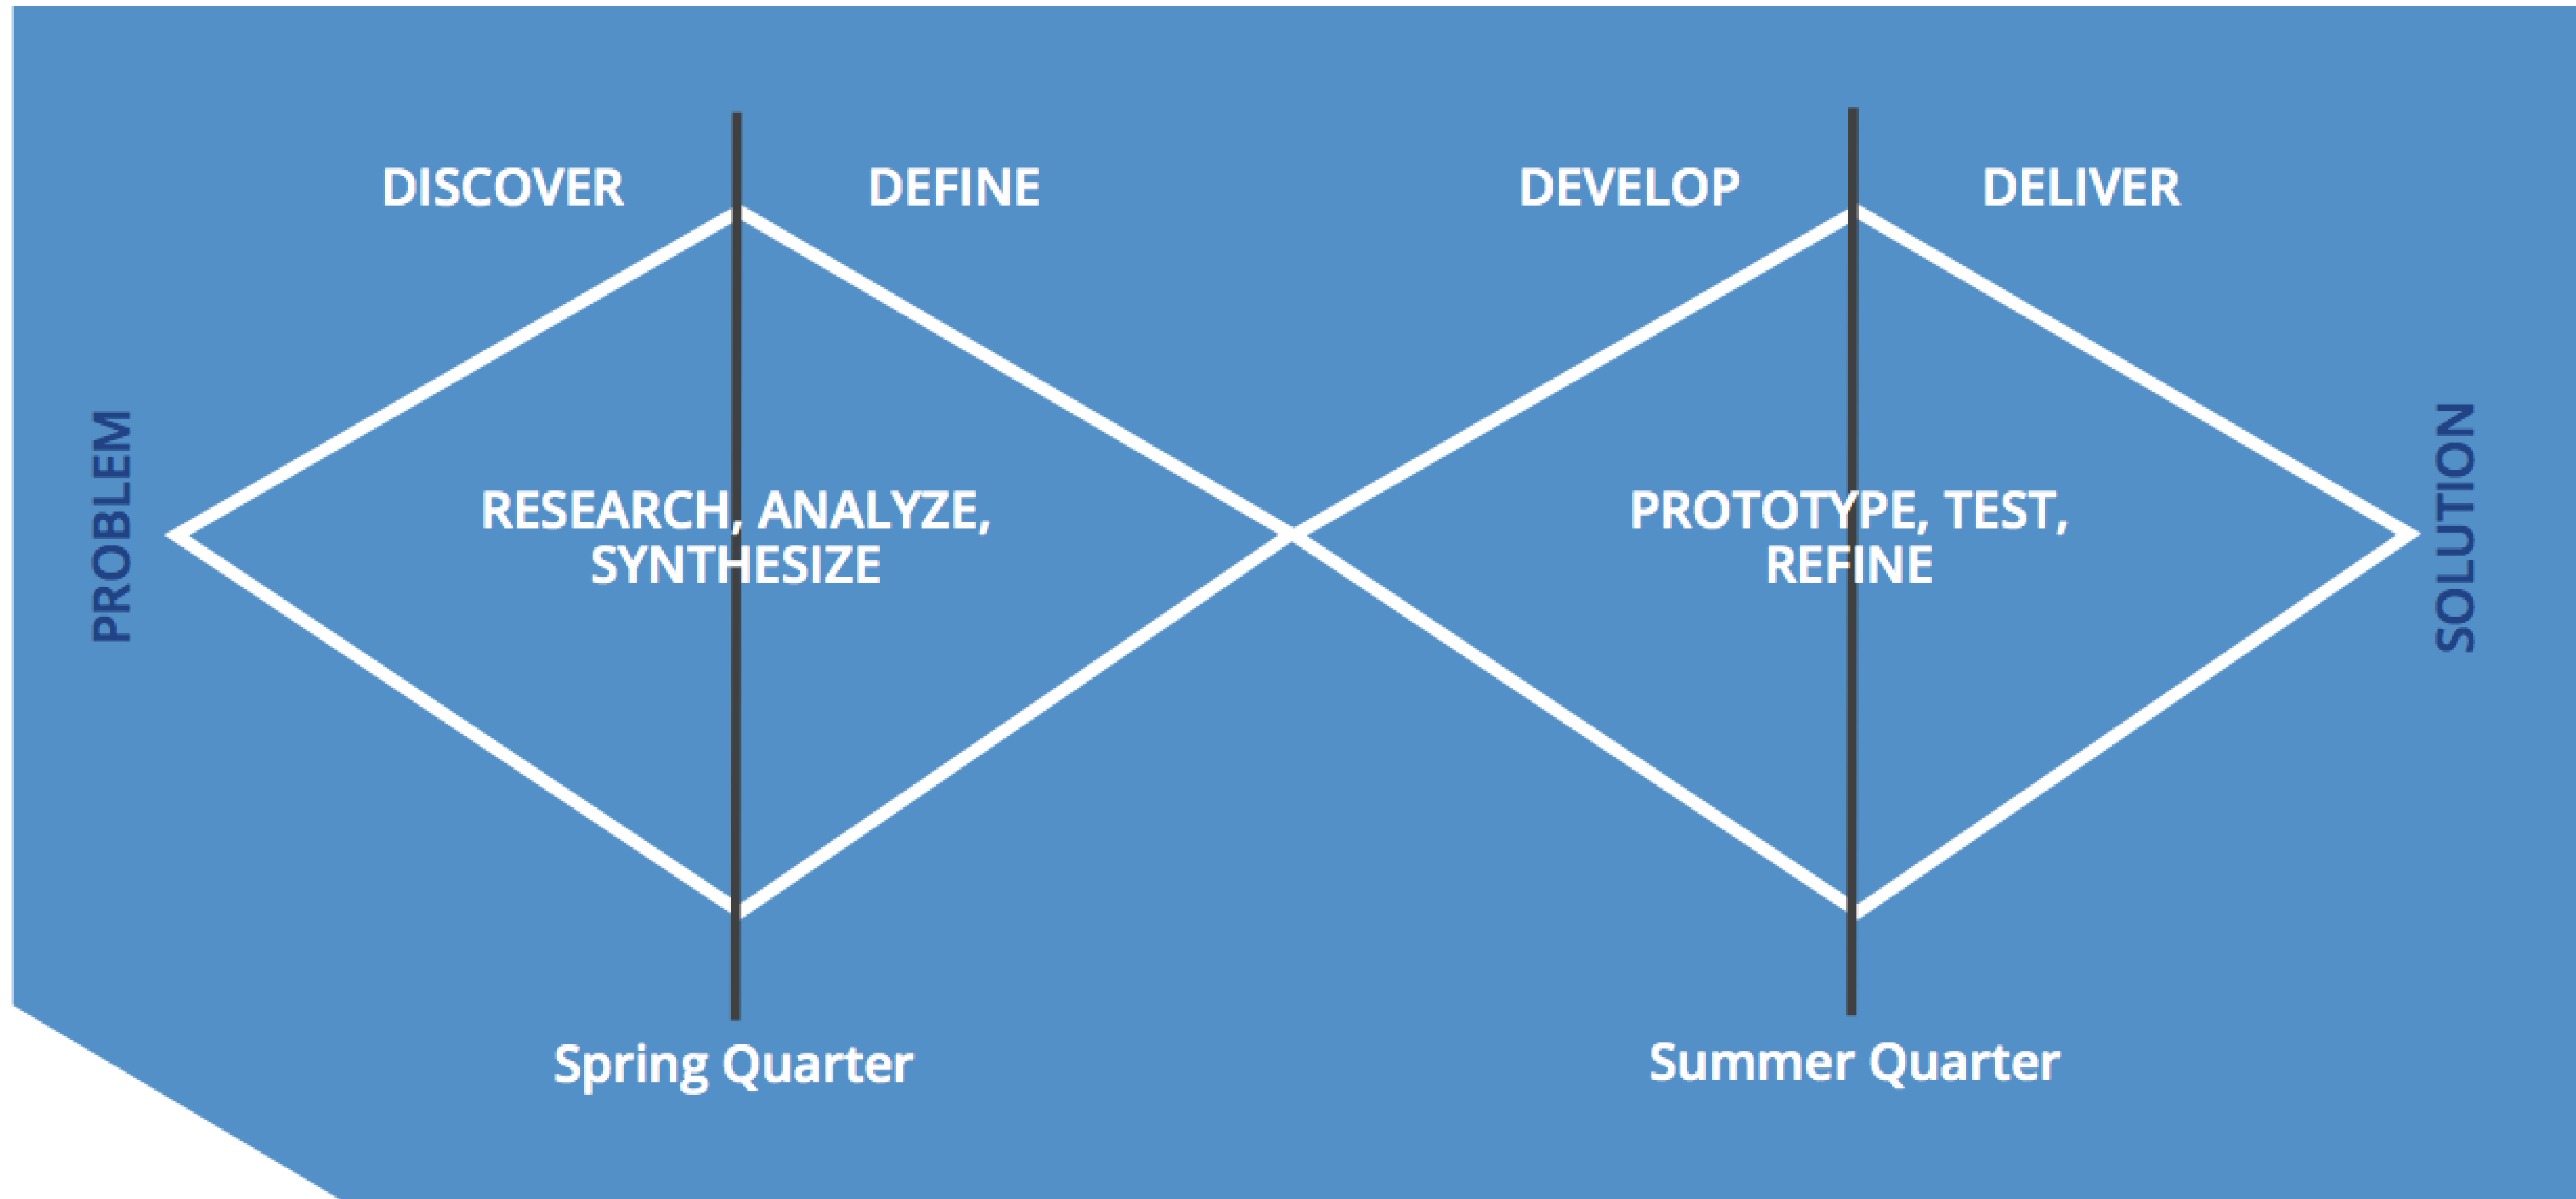 DISCOVER
DEFINE
DEVELOP
DELIVER
PROBLEM
RESEARCH, ANALYZE,
SYNTHESIZE
PROTOTYPE, TEST,
REFINE
SOLUTION
Spring Quarter
Summer Quarter